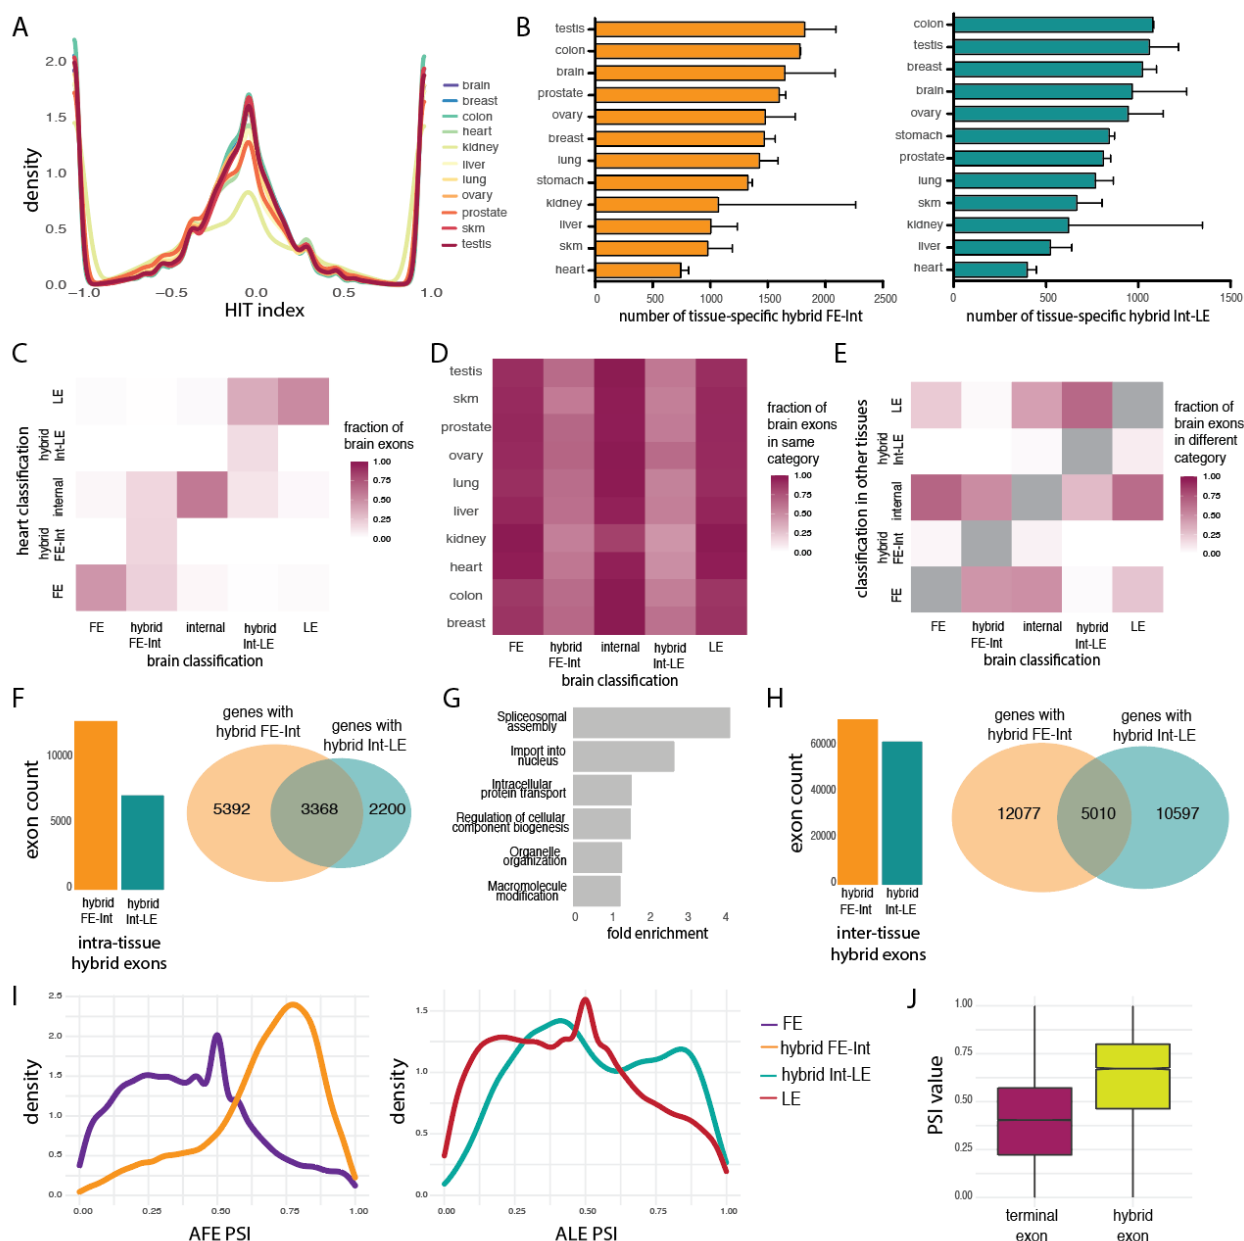 A
2.0
1.5
1.0
0.5
0.0
density
−1.0
−0.5
0.0
0.5
1.0
HIT index
brain
breast
colon
heart
kidney
liver
lung
ovary
prostate
skm
testis
B
testis
colon
brain
prostate
ovary
breast
lung
stomach
kidney
liver
skm
heart
0
500
1000
1500
2000
2500
number of tissue-specific hybrid FE-Int
colon
testis
breast
brain
ovary
stomach
prostate
lung
skm
kidney
liver
heart
0
500
1000
1500
number of tissue-specific hybrid Int-LE
C
heart classification
LE
hybrid
Int-LE
internal
hybrid
FE-Int
FE
FE
hybrid
FE-Int
internal
hybrid
Int-LE
LE
brain classification
fraction of
brain exons
1.00
0.75
0.50
0.25
0.00
D
testis
skm
prostate
ovary
lung
liver
kidney
heart
colon
breast
FE
hybrid
FE-Int
internal
hybrid
Int-LE
LE
brain classification
fraction of
brain exons
in same
category
1.00
0.75
0.50
0.25
0.00
E
classification in other tissues
LE
hybrid
Int-LE
internal
hybrid
FE-Int
FE
FE
hybrid
FE-Int
internal
hybrid
Int-LE
LE
brain classification
fraction of
brain exons
in different
category
1.00
0.75
0.50
0.25
0.00
F
exon count
10000
5000
0
hybrid
FE-Int
hybrid
Int-LE
intra-tissue
hybrid exons
genes with
hybrid FE-Int
genes with
hybrid Int-LE
5392
3368
2200
G
Spliceosomal
assembly
Import into
nucleus
Intracellular
protein transport
Regulation of cellular
component biogenesis
Organelle
organization
Macromolecule
modification
0
1
2
3
4
fold enrichment
H
exon count
60000
40000
20000
0
hybrid
FE-Int
hybrid
Int-LE
inter-tissue
hybrid exons
genes with
hybrid FE-Int
genes with
hybrid Int-LE
12077
5010
10597
I
density
2.5
2.0
1.5
1.0
0.5
0.0
0.00
0.25
0.50
0.75
1.00
AFE PSI
density
1.5
1.0
0.5
0.0
0.00
0.25
0.50
0.75
1.00
ALE PSI
FE
hybrid FE-Int
hybrid Int-LE
LE
J
PSI value
1.00
0.75
0.50
0.25
0.00
terminal
exon
hybrid
exon